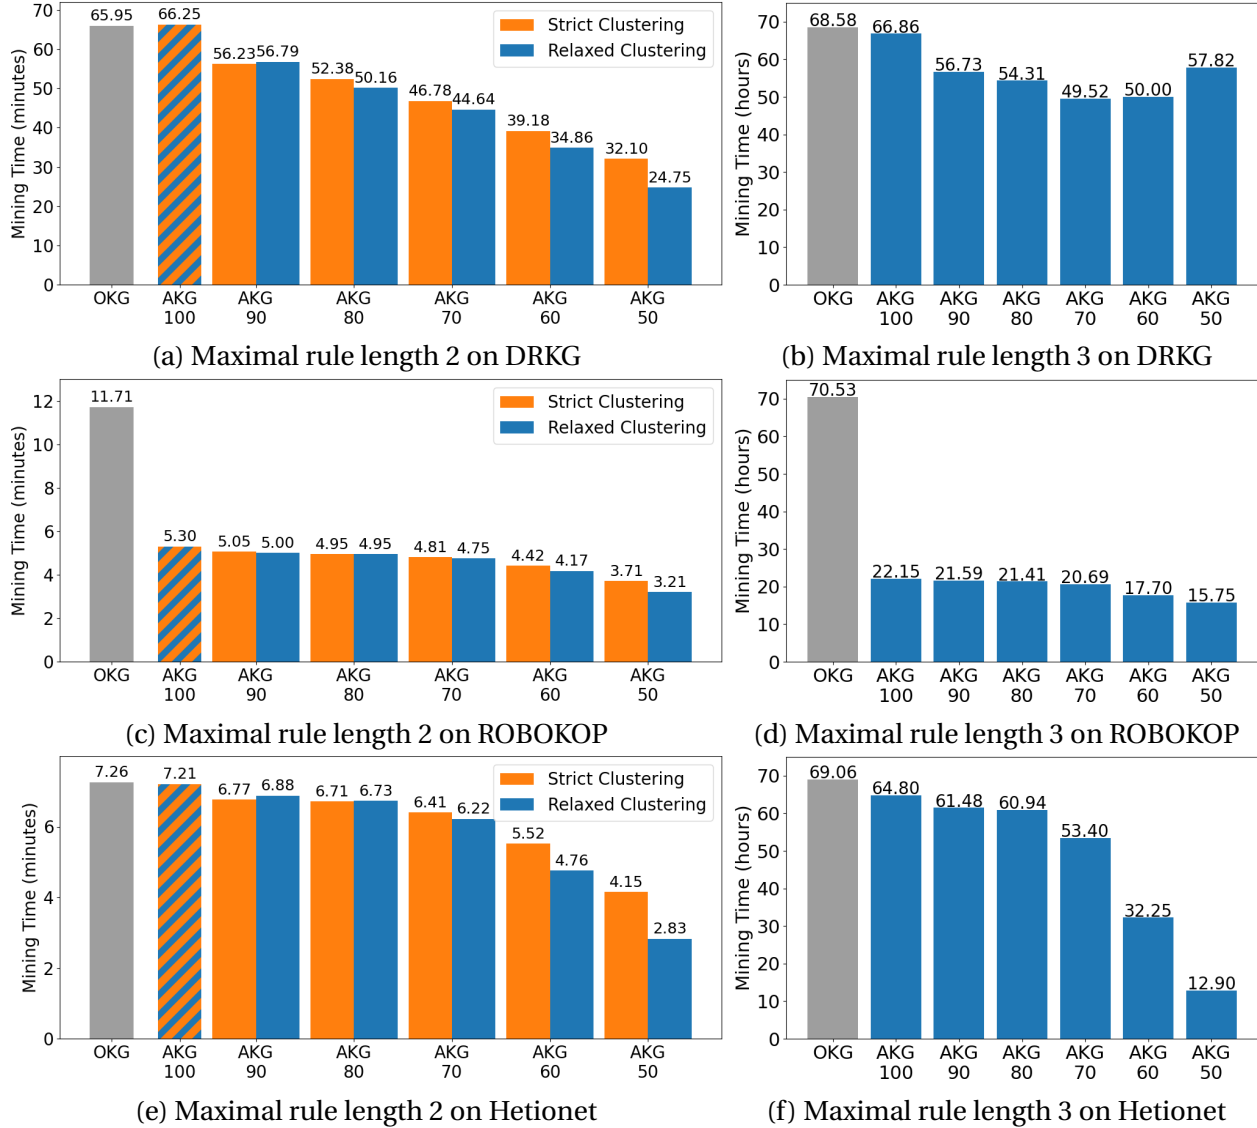 65.95
66.25
56.23
56.79
52.38
50.16
46.78
44.64
39.18
34.86
32.10
24.75
Strict Clustering
Relaxed Clustering
Mining Time (minutes)
70
60
50
40
30
20
10
0
OKG
AKG
100
AKG
90
AKG
80
AKG
70
AKG
60
AKG
50
(a) Maximal rule length 2 on DRKG
68.58
66.86
56.73
54.31
49.52
50.00
57.82
Mining Time (hours)
70
60
50
40
30
20
10
0
OKG
AKG
100
AKG
90
AKG
80
AKG
70
AKG
60
AKG
50
(b) Maximal rule length 3 on DRKG
11.71
5.30
5.05
5.00
4.95
4.95
4.81
4.75
4.42
4.17
3.71
3.21
Strict Clustering
Relaxed Clustering
Mining Time (minutes)
12
10
8
6
4
2
0
OKG
AKG
100
AKG
90
AKG
80
AKG
70
AKG
60
AKG
50
(c) Maximal rule length 2 on ROBOKOP
70.53
22.15
21.59
21.41
20.69
17.70
15.75
Mining Time (hours)
70
60
50
40
30
20
10
0
OKG
AKG
100
AKG
90
AKG
80
AKG
70
AKG
60
AKG
50
(d) Maximal rule length 3 on ROBOKOP
7.26
7.21
6.77
6.88
6.71
6.73
6.41
6.22
5.52
4.76
4.15
2.83
Strict Clustering
Relaxed Clustering
Mining Time (minutes)
6
4
2
0
OKG
AKG
100
AKG
90
AKG
80
AKG
70
AKG
60
AKG
50
(e) Maximal rule length 2 on Hetionet
69.06
64.80
61.48
60.94
53.40
32.25
12.90
Mining Time (hours)
70
60
50
40
30
20
10
0
OKG
AKG
100
AKG
90
AKG
80
AKG
70
AKG
60
AKG
50
(f) Maximal rule length 3 on Hetionet